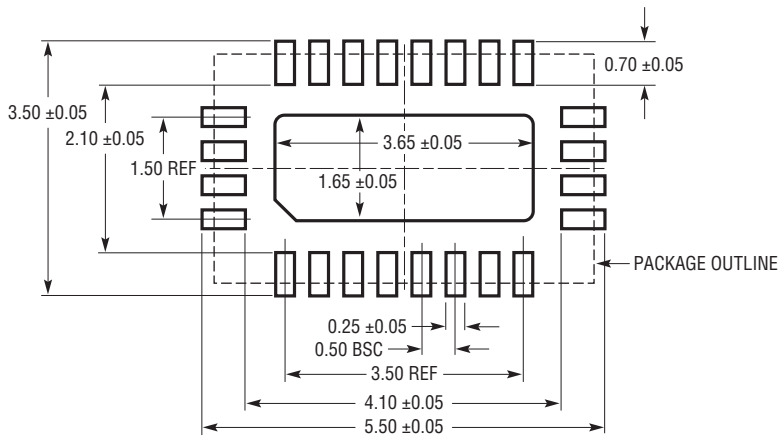 0.70 ±0.05
3.50 ±0.05
2.10 ±0.05
3.65 ±0.05
1.50 REF
1.65 ±0.05
PACKAGE OUTLINE
0.25 ±0.05
0.50 BSC
3.50 REF
4.10 ±0.05
5.50 ±0.05